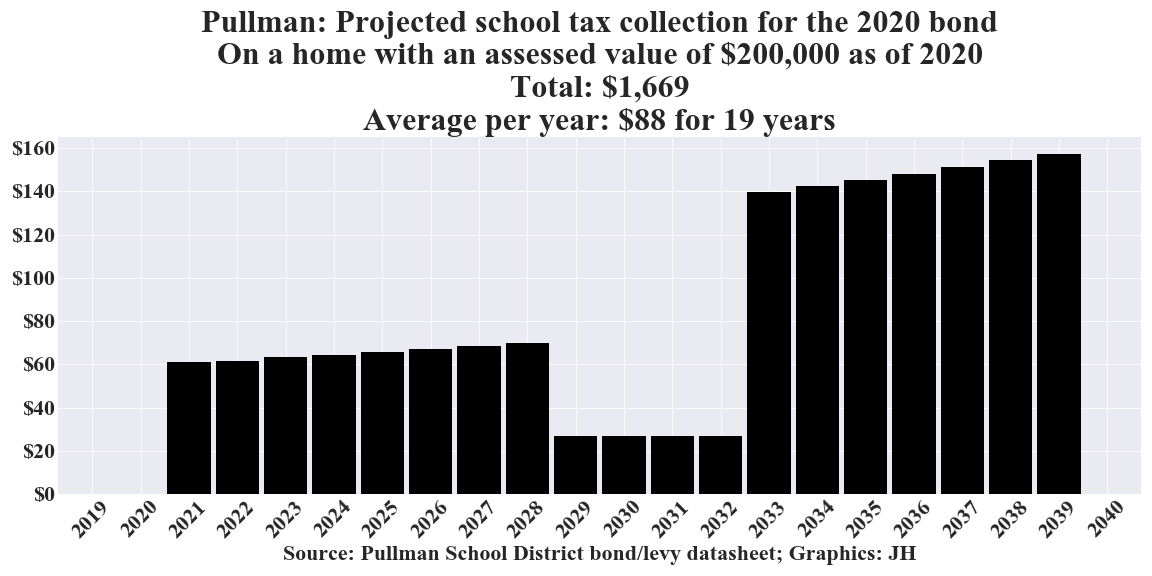 Pullman: Projected school tax collection for the 2020 bond
On a home with an assessed value of $200,000 as of 2020
Total: $1,669
Average per year: $88 for 19 years
$160
$140
$120
$100
$80
$60
$40
$20
$0
2019 2020 2021 2022 2023 2024 2025 2026 2027 2028 2029 2030 2031 2032 2033 2034 2035 2036 2037 2038 2039 2040
Source: Pullman School District bond/levy datasheet; Graphics: JH